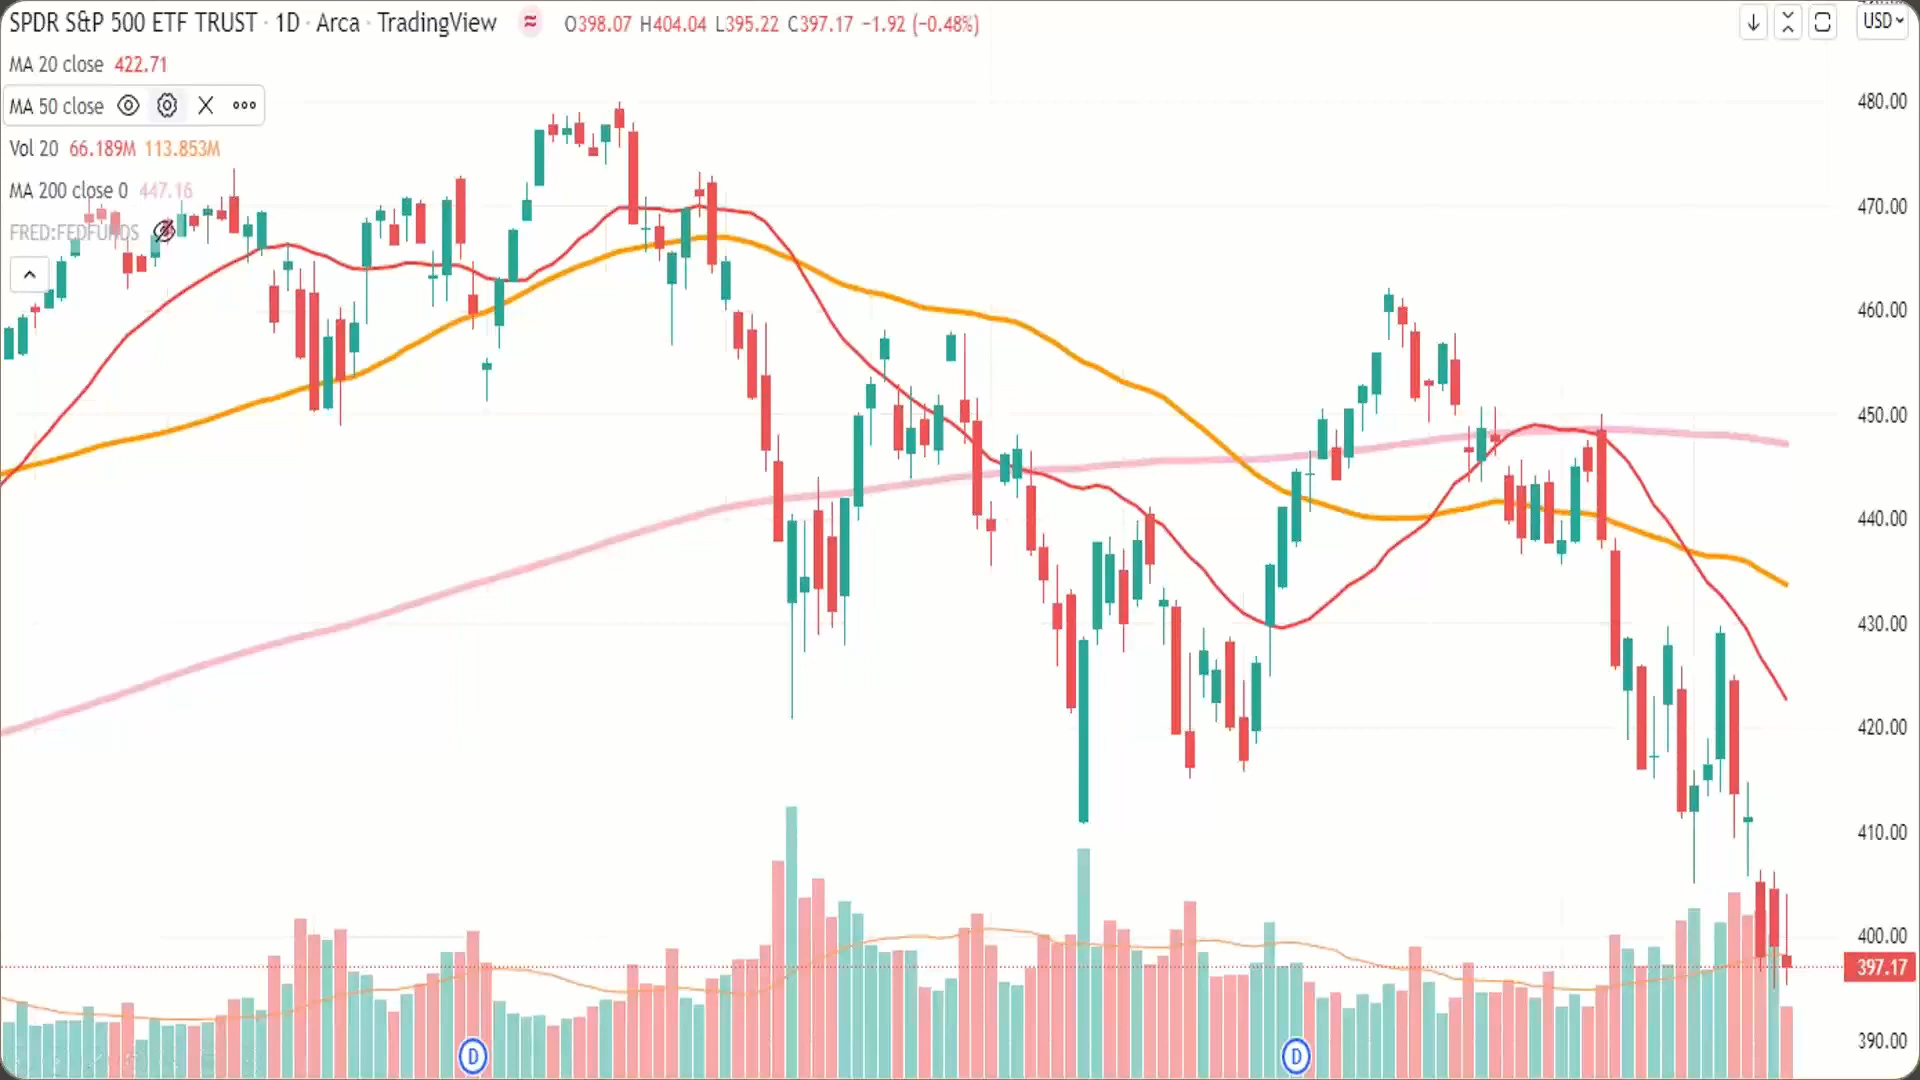 SPDR S&P 500 ETF TRUST · 1D · Arca · TradingView ≈ O398.07 H404.04 L395.22 C397.17 −1.92 (−0.48%) USD
MA 20 close 422.71
MA 50 close
Vol 20 66.189M 113.853M
MA 200 close 0 447.16
FRED:FEDFUNDS
480.00
470.00
460.00
450.00
440.00
430.00
420.00
410.00
400.00
397.17
390.00
D D